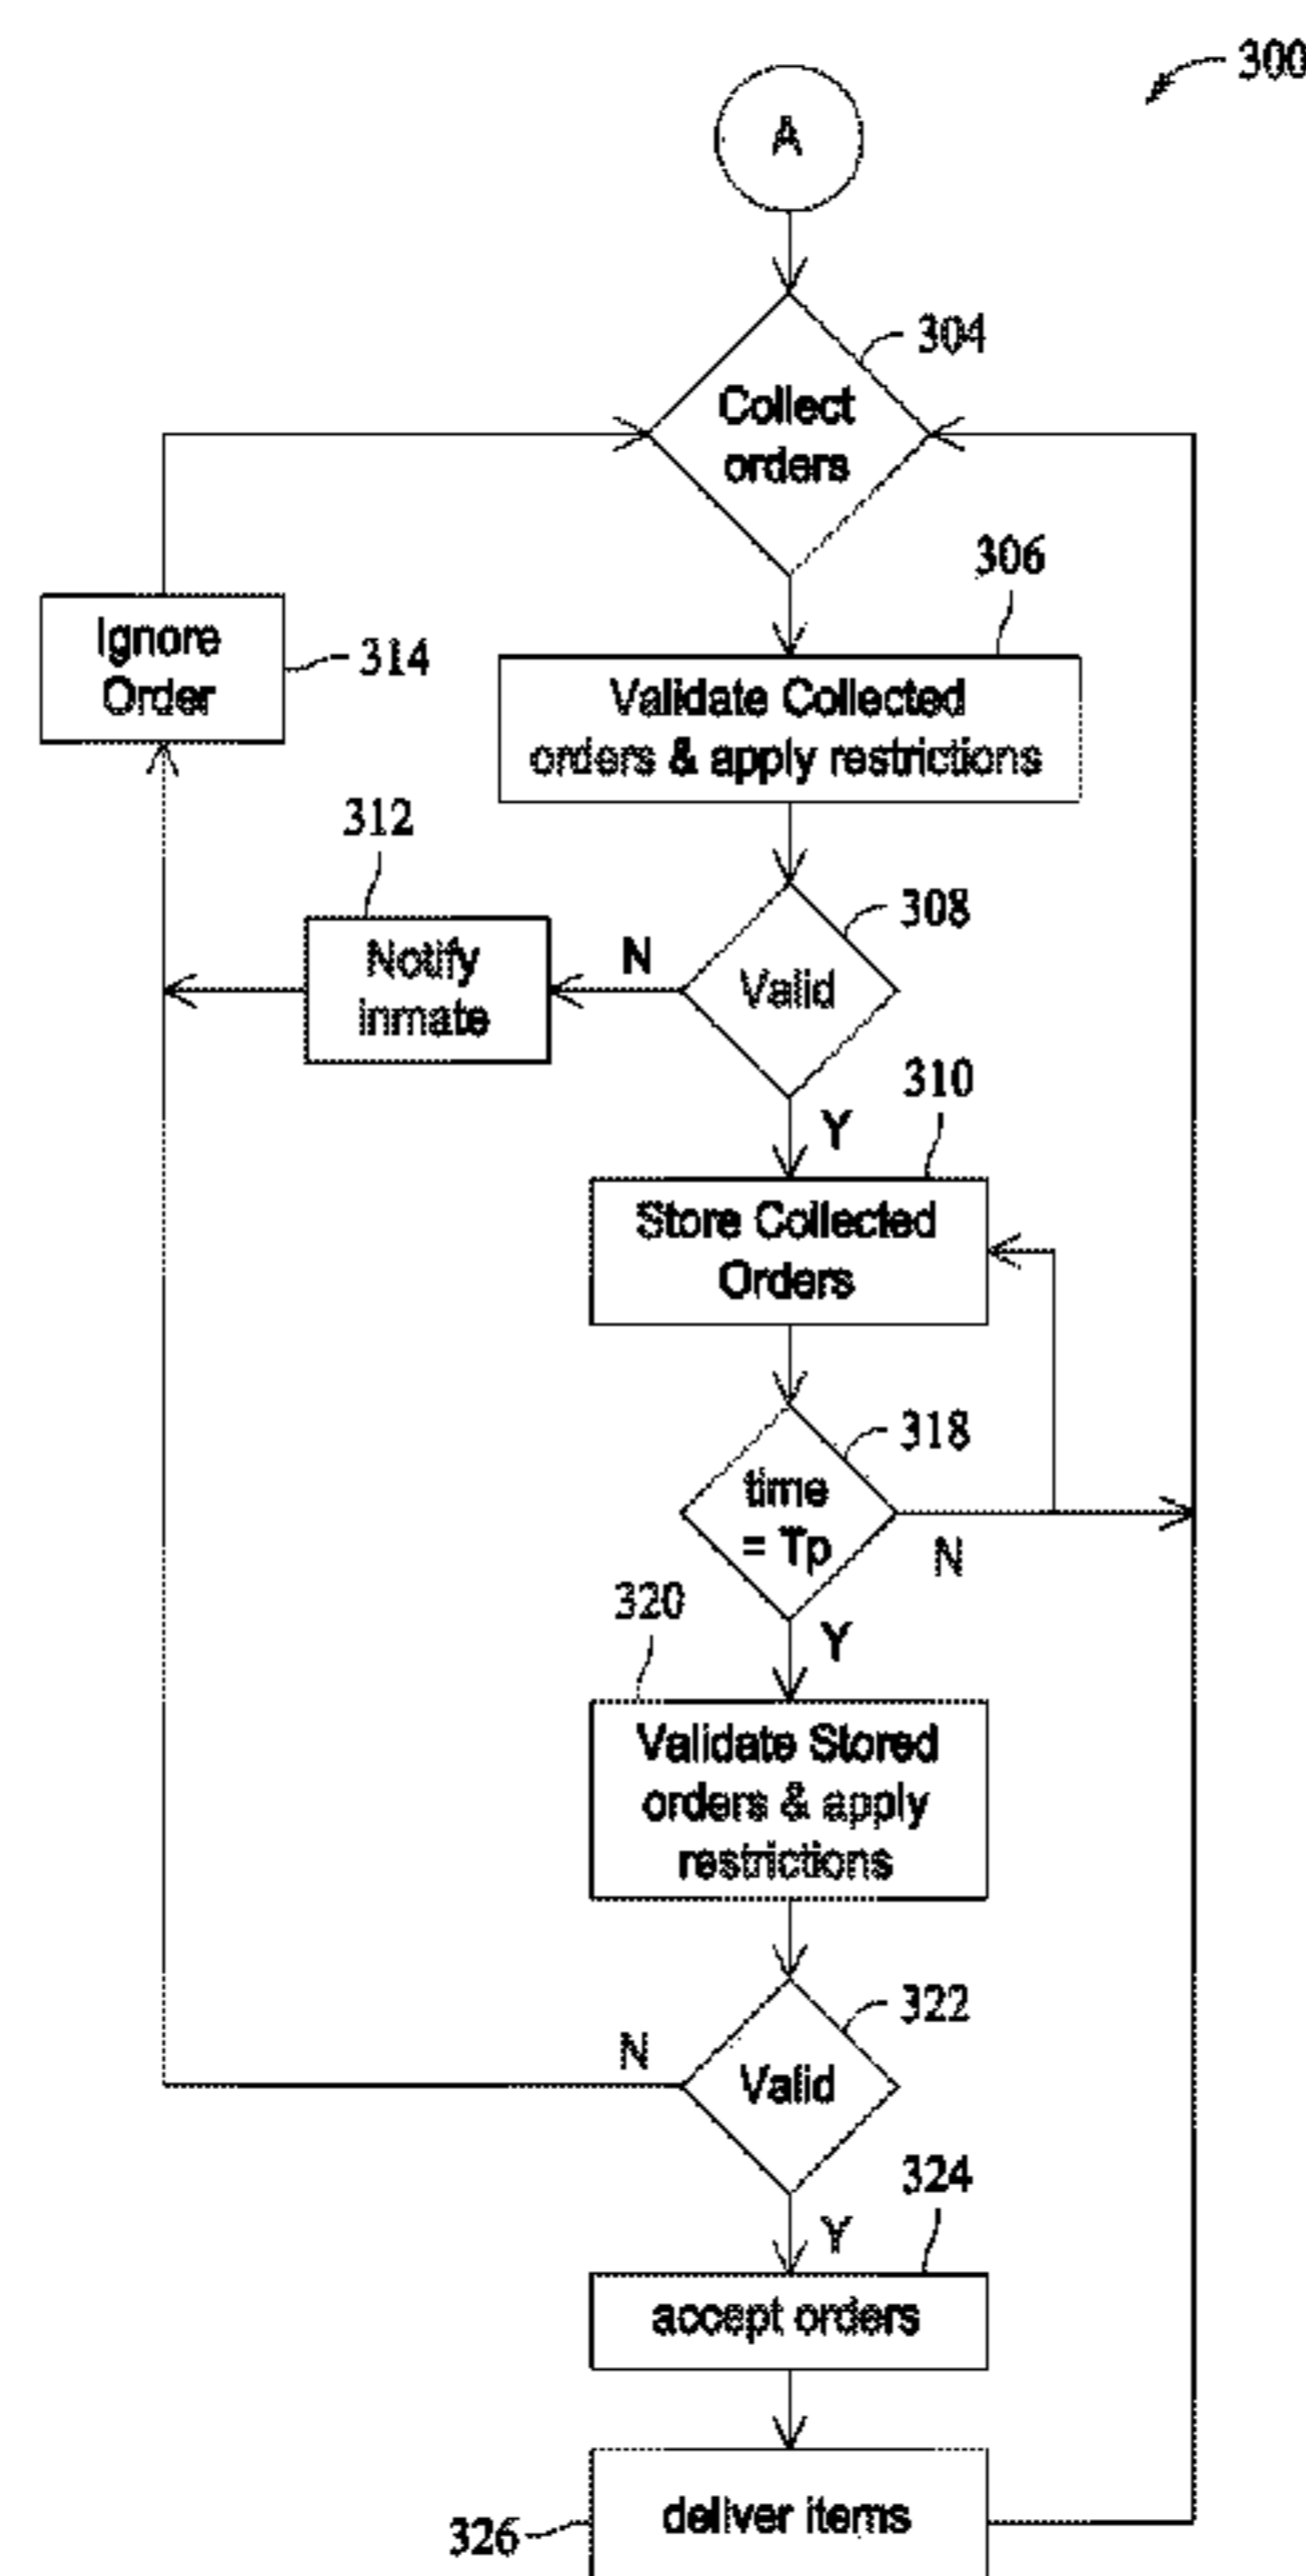 300
A
304
Collect
orders
306
Ignore
Order
314
Validate Collected
orders & apply restrictions
312
308
Notify
inmate
N
Valid
310
Y
Store Collected
Orders
318
time
= Tp
N
320
Y
Validate Stored
orders & apply
restrictions
322
N
Valid
324
Y
accept orders
deliver items
326